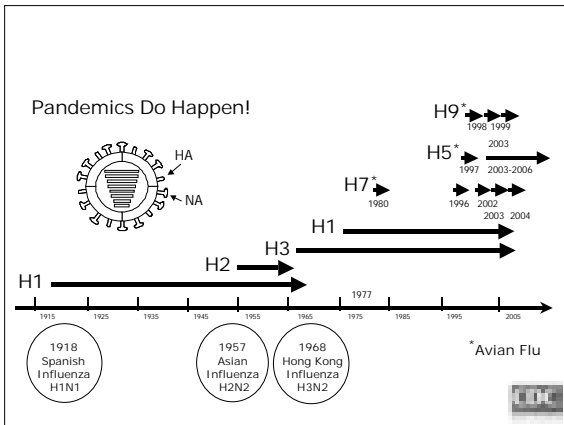 Pandemics Do Happen!
HA
NA
H9*
1998 1999
2003
H5*
1997 2003-2006
H7*
1980 1996 2002
2003 2004
H1
H3
H2
H1
1977
1915 1925 1935 1945 1955 1965 1975 1985 1995 2005
1918
Spanish
Influenza
H1N1
1957
Asian
Influenza
H2N2
1968
Hong Kong
Influenza
H3N2
*Avian Flu
CDC